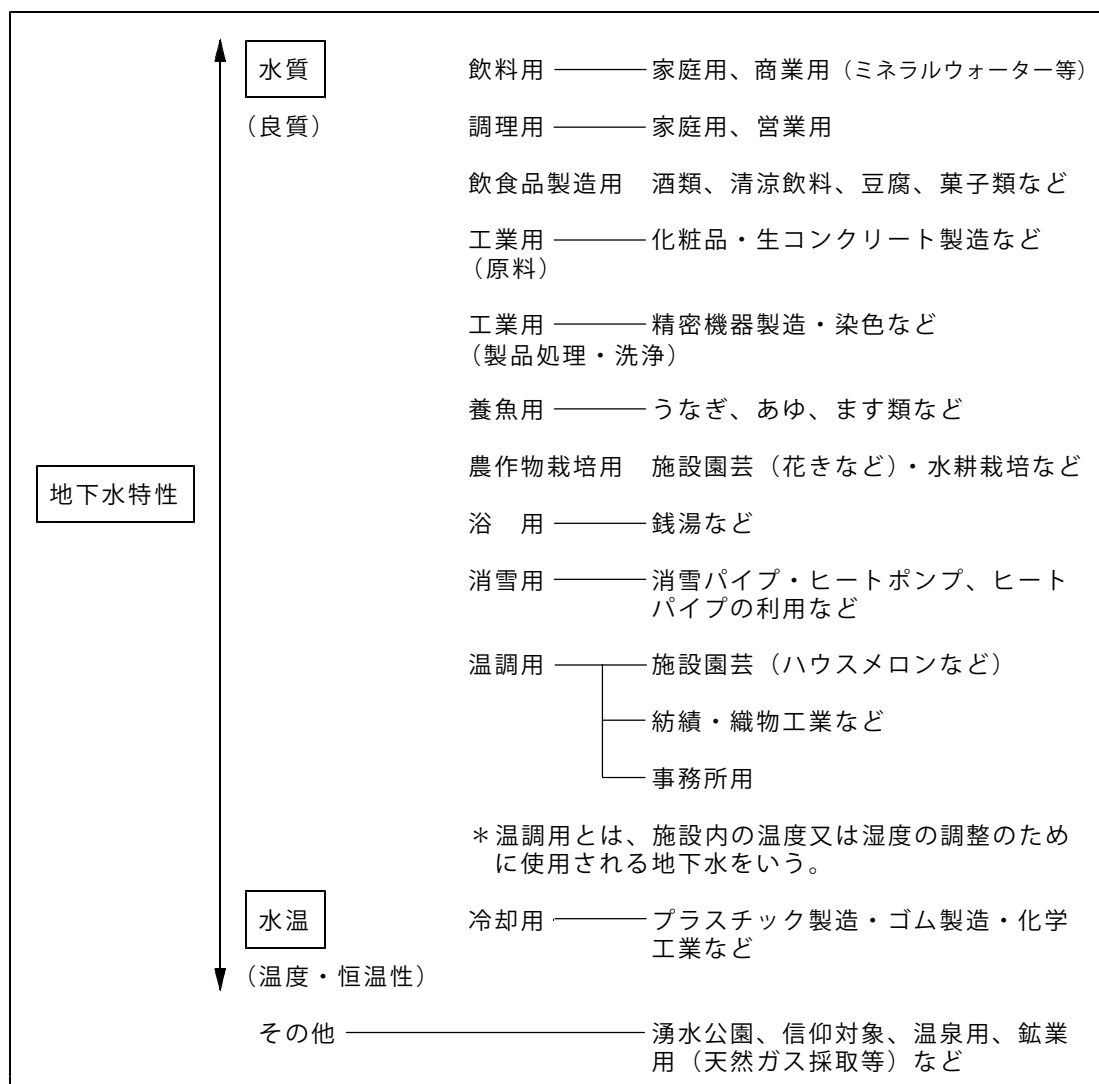 水質
(良質)
飲料用 家庭用、商業用(ミネラルウォーター等)
調理用 家庭用、営業用
飲食品製造用 酒類、清涼飲料、豆腐、菓子類など
工業用 化粧品・生コンクリート製造など
(原料)
工業用 精密機器製造・染色など
(製品処理・洗浄)
養魚用 うなぎ、あゆ、ます類など
農作物栽培用 施設園芸(花きなど)・水耕栽培など
地下水特性
浴 用 銭湯など
消雪用 消雪パイプ・ヒートポンプ、ヒート
パイプの利用など
温調用 施設園芸(ハウスメロンなど)
紡績・織物工業など
事務所用
*温調用とは、施設内の温度又は湿度の調整のため
に使用される地下水をいう。
水温
(温度・恒温性)
冷却用 プラスチック製造・ゴム製造・化学
工業など
その他 湧水公園、信仰対象、温泉用、鉱業
用(天然ガス採取等)など